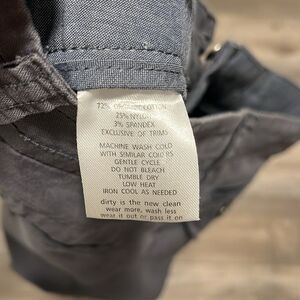 72% ORGANIC COTTON
25% NYLON
3% SPANDEX
EXCLUSIVE OF TRIMS
MACHINE WASH COLD
WITH SIMILAR COLORS
GENTLE CYCLE
DO NOT BLEACH
TUMBLE DRY
LOW HEAT
IRON COOL AS NEEDED
dirty is the new clean
wear more, wash less
wear it out or pass it on